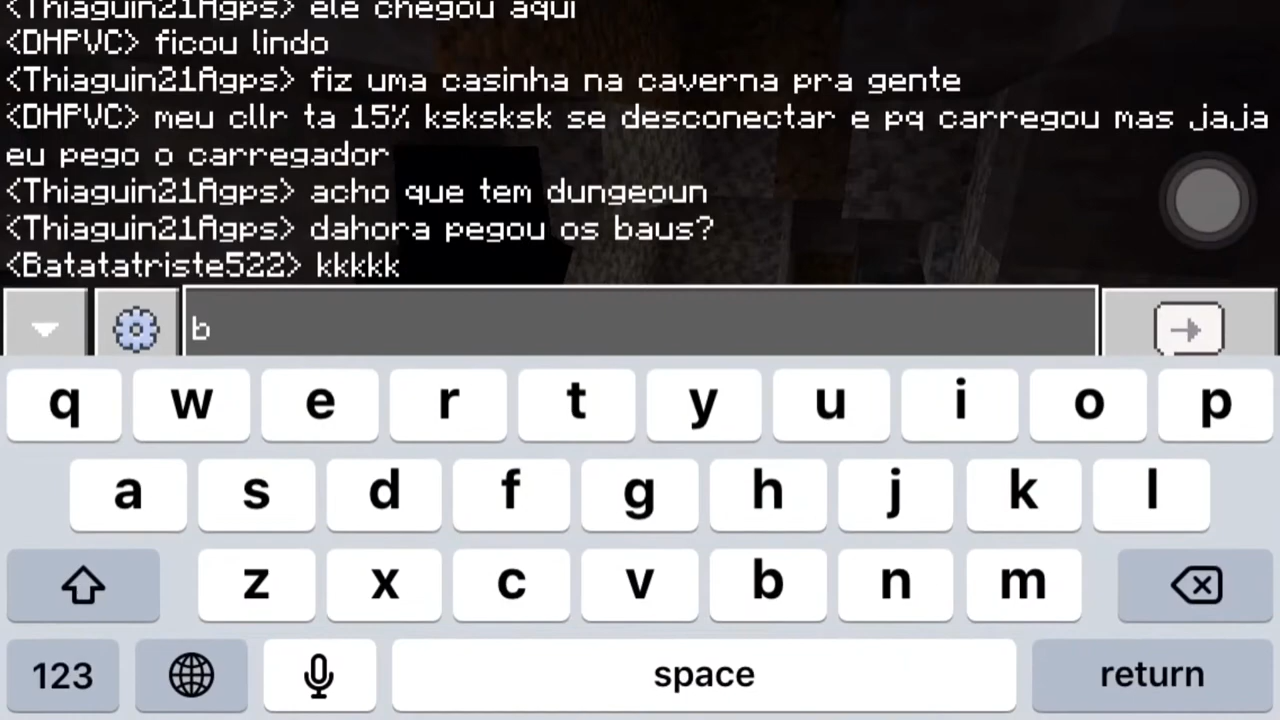 <Thiaguin21Agps> ele chegou aqui
<DHPVC> ficou lindo
<Thiaguin21Agps> fiz uma casinha na caverna pra gente
<DHPVC> meu cllr ta 15% ksksksk se desconectar e pq carregou mas jaja
eu pego o carregador
<Thiaguin21Agps> acho que tem dungeoun
<Thiaguin21Agps> dahora pegou os baus?
<Batatatriste522> kkkkk
b
q w e r t y u i o p
a s d f g h j k l
z x c v b n m
123 space return